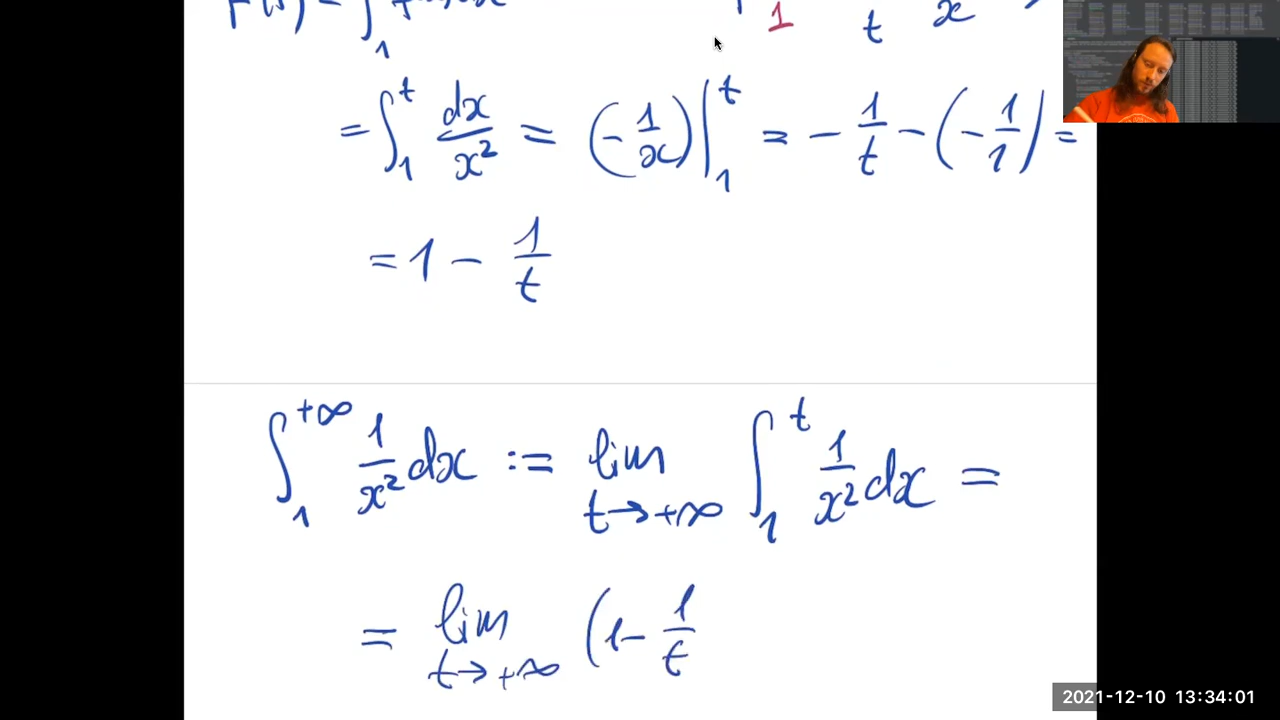 1 t x
= ∫₁ᵗ dx/x² = (-1/x)|₁ᵗ = -1/t - (-1/1) =
= 1 - 1/t
∫₁^{+∞} 1/x² dx := lim_{t→+∞} ∫₁ᵗ 1/x² dx =
= lim_{t→+∞} (1 - 1/t
2021-12-10 13:34:01